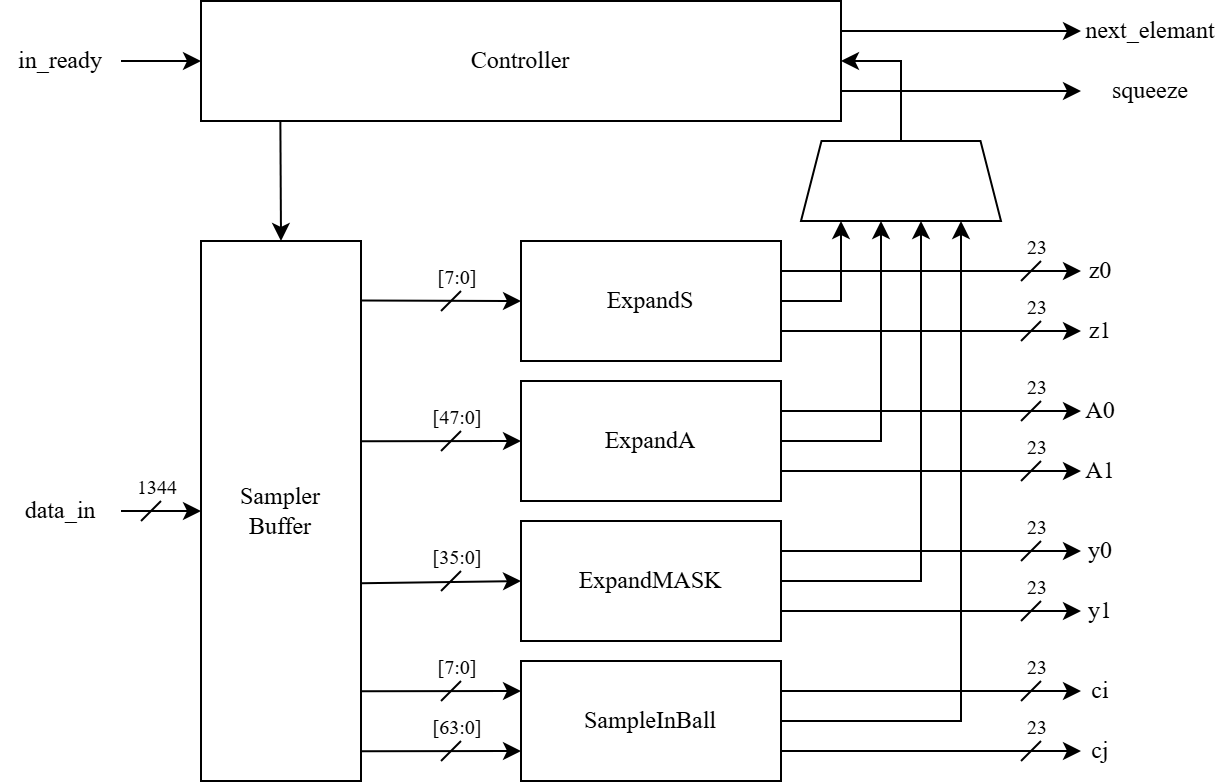 next_elemant
in_ready
Controller
squeeze
23
[7:0]
z0
ExpandS
23
z1
23
[47:0]
A0
ExpandA
23
A1
1344
data_in
Sampler
Buffer
23
[35:0]
y0
ExpandMASK
23
y1
[7:0]
23
ci
SampleInBall
[63:0]
23
cj